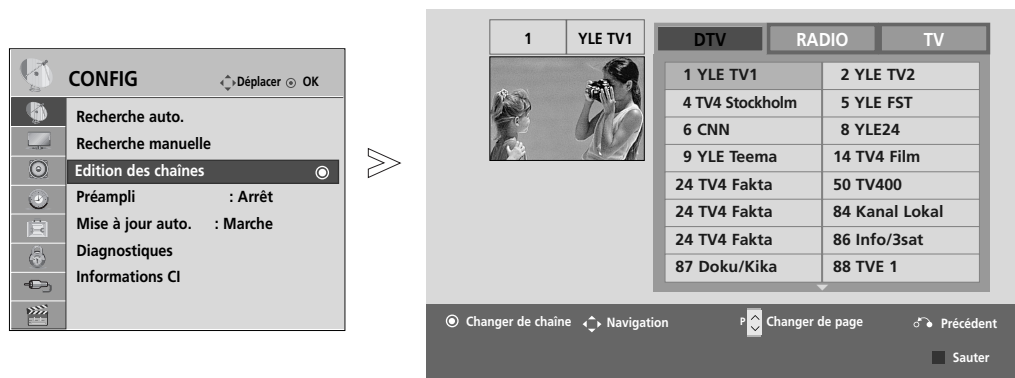 CONFIG
Déplacer OK
Recherche auto.
Recherche manuelle
Edition des chaînes
Préampli : Arrêt
Mise à jour auto. : Marche
Diagnostiques
Informations CI
1 YLE TV1
DTV RADIO TV
1 YLE TV1 2 YLE TV2
4 TV4 Stockholm 5 YLE FST
6 CNN 8 YLE24
9 YLE Teema 14 TV4 Film
24 TV4 Fakta 50 TV400
24 TV4 Fakta 84 Kanal Lokal
24 TV4 Fakta 86 Info/3sat
87 Doku/Kika 88 TVE 1
Changer de chaîne Navigation P Changer de page Précédent
Sauter